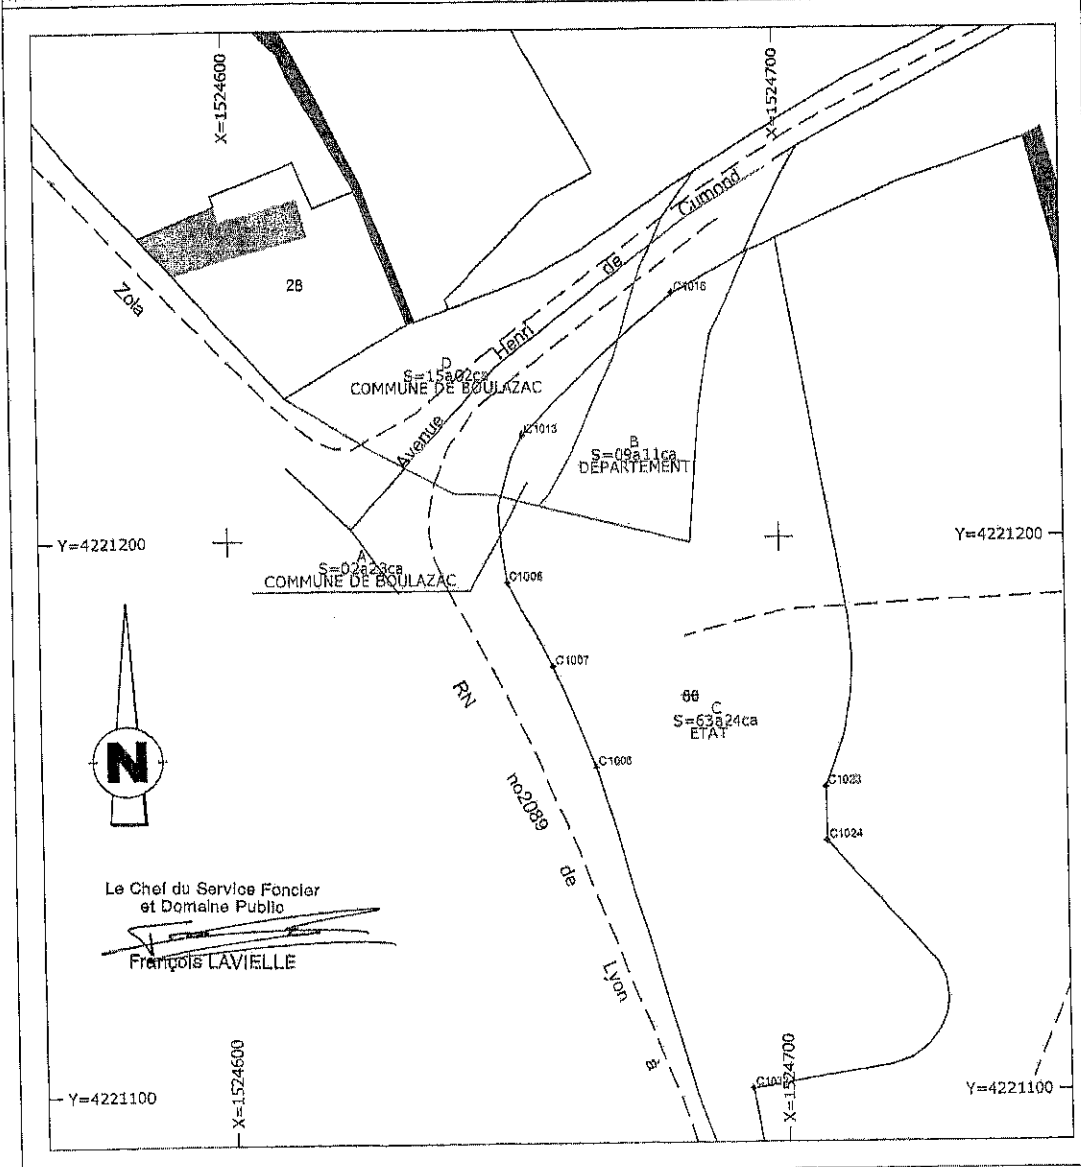 X=1524600
X=1524700
Zola
28
Cumond
de
Henri
Avenue
C1016
D
S=15a02ca
COMMUNE DE BOULAZAC
C1013
B
S=09a11ca
DÉPARTEMENT
Y=4221200
Y=4221200
A
S=02a23ca
COMMUNE DE BOULAZAC
C1006
C1007
RN
C
S=63a24ca
ETAT
N
C1008
C1023
no2089
C1024
de
Le Chef du Service Foncier
et Domaine Public
François LAVIELLE
Lyon
à
X=1524600
X=1524700
Y=4221100
Y=4221100